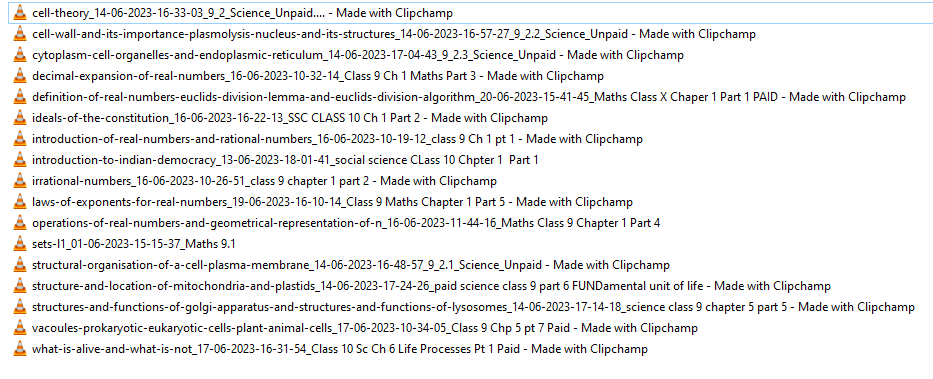 cell-theory_14-06-2023-16-33-03_9_2_Science_Unpaid.... - Made with Clipchamp
cell-wall-and-its-importance-plasmolysis-nucleus-and-its-structures_14-06-2023-16-57-27_9_2.2_Science_Unpaid - Made with Clipchamp
cytoplasm-cell-organelles-and-endoplasmic-reticulum_14-06-2023-17-04-43_9_2.3_Science_Unpaid - Made with Clipchamp
decimal-expansion-of-real-numbers_16-06-2023-10-32-14_Class 9 Ch 1 Maths Part 3 - Made with Clipchamp
definition-of-real-numbers-euclids-division-lemma-and-euclids-division-algorithm_20-06-2023-15-41-45_Maths Class X Chaper 1 Part 1 PAID - Made with Clipchamp
ideals-of-the-constitution_16-06-2023-16-22-13_SSC CLASS 10 Ch 1 Part 2 - Made with Clipchamp
introduction-of-real-numbers-and-rational-numbers_16-06-2023-10-19-12_class 9 Ch 1 pt 1 - Made with Clipchamp
introduction-to-indian-democracy_13-06-2023-18-01-41_social science CLass 10 Chpter 1  Part 1
irrational-numbers_16-06-2023-10-26-51_class 9 chapter 1 part 2 - Made with Clipchamp
laws-of-exponents-for-real-numbers_19-06-2023-16-10-14_Class 9 Maths Chapter 1 Part 5 - Made with Clipchamp
operations-of-real-numbers-and-geometrical-representation-of-n_16-06-2023-11-44-16_Maths Class 9 Chapter 1 Part 4
sets-l1_01-06-2023-15-15-37_Maths 9.1
structural-organisation-of-a-cell-plasma-membrane_14-06-2023-16-48-57_9_2.1_Science_Unpaid - Made with Clipchamp
structure-and-location-of-mitochondria-and-plastids_14-06-2023-17-24-26_paid science class 9 part 6 FUNDamental unit of life - Made with Clipchamp
structures-and-functions-of-golgi-apparatus-and-structures-and-functions-of-lysosomes_14-06-2023-17-14-18_science class 9 chapter 5 part 5 - Made with Clipchamp
vacoules-prokaryotic-eukaryotic-cells-plant-animal-cells_17-06-2023-10-34-05_Class 9 Chp 5 pt 7 Paid - Made with Clipchamp
what-is-alive-and-what-is-not_17-06-2023-16-31-54_Class 10 Sc Ch 6 Life Processes Pt 1 Paid - Made with Clipchamp